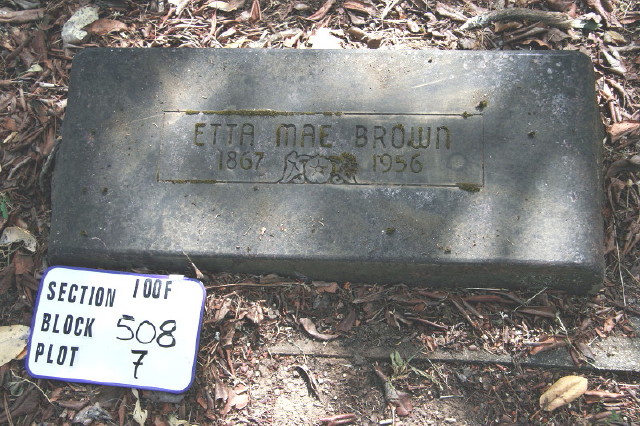 ETTA MAE BROWN
1867 1956
SECTION 100F
BLOCK 508
PLOT 7